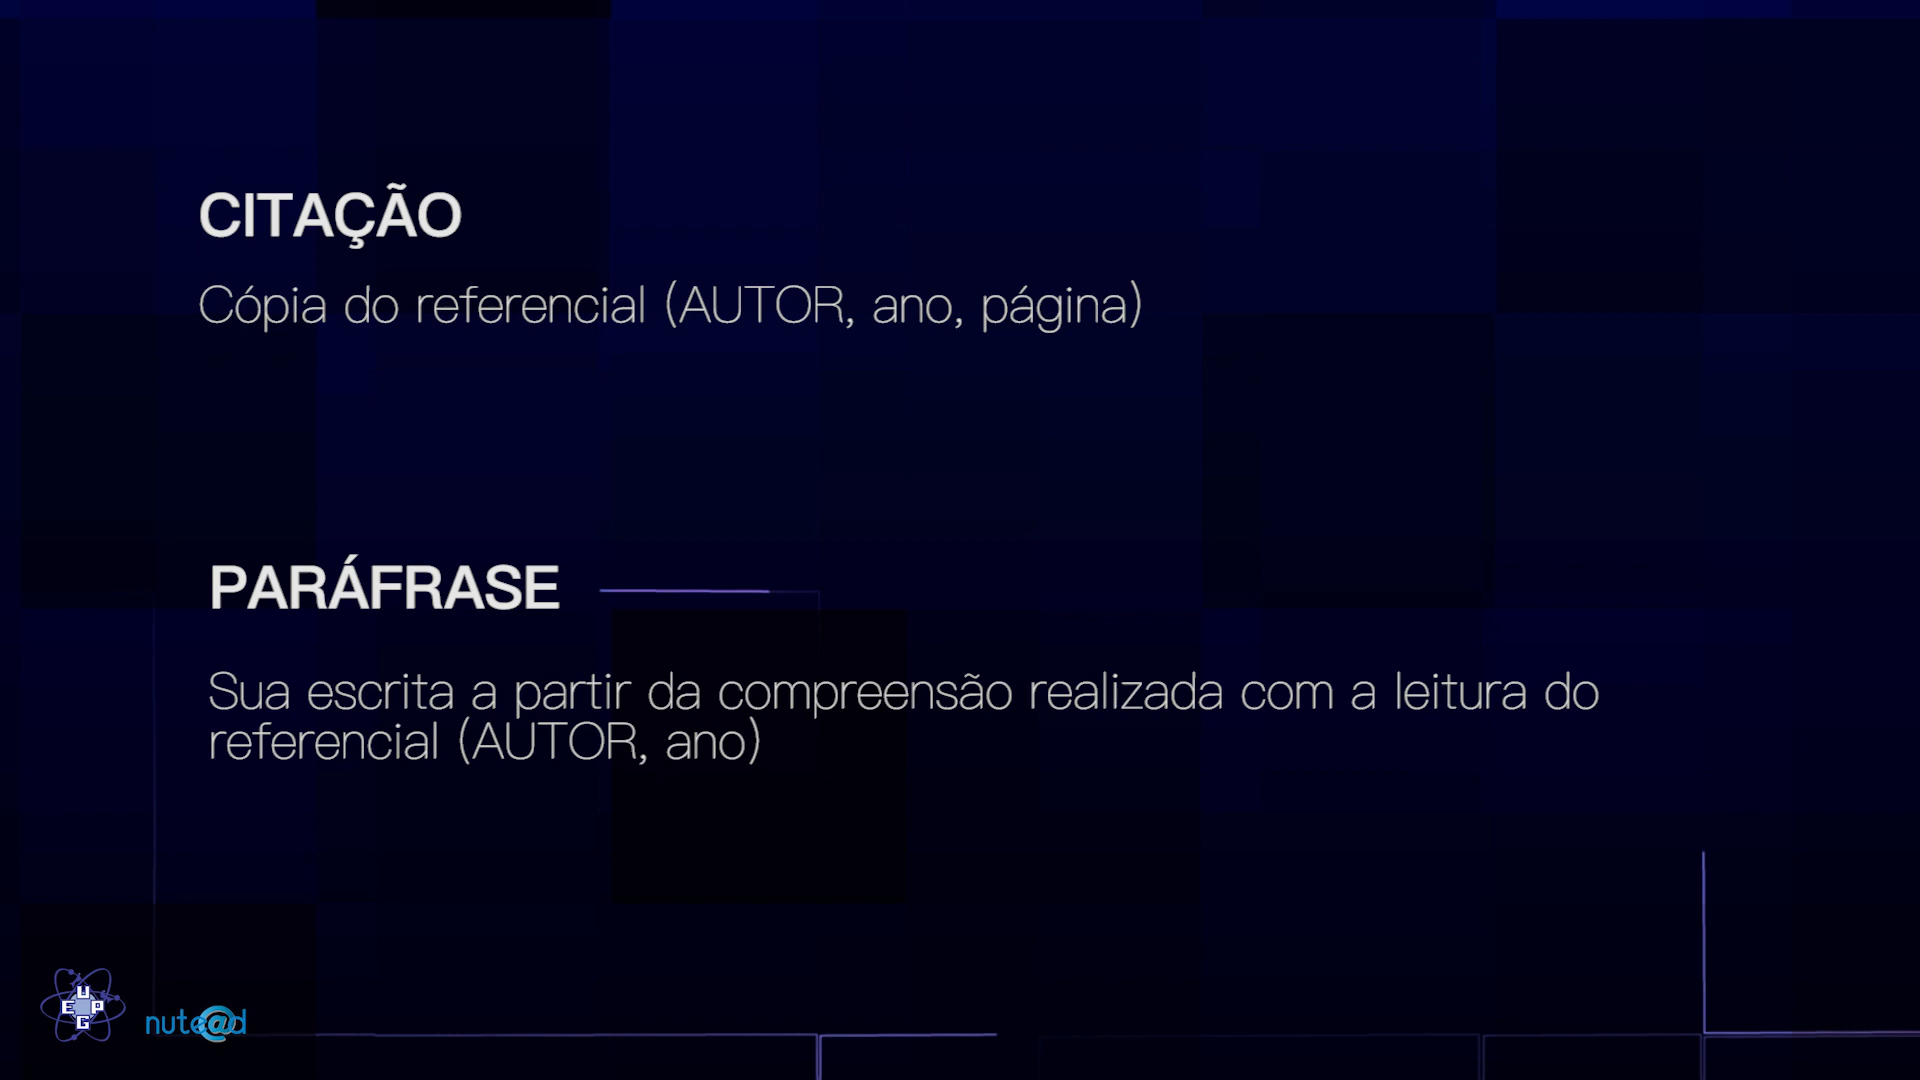 CITAÇÃO
Cópia do referencial (AUTOR, ano, página)
PARÁFRASE
Sua escrita a partir da compreensão realizada com a leitura do
referencial (AUTOR, ano)
UEPG
nute@d